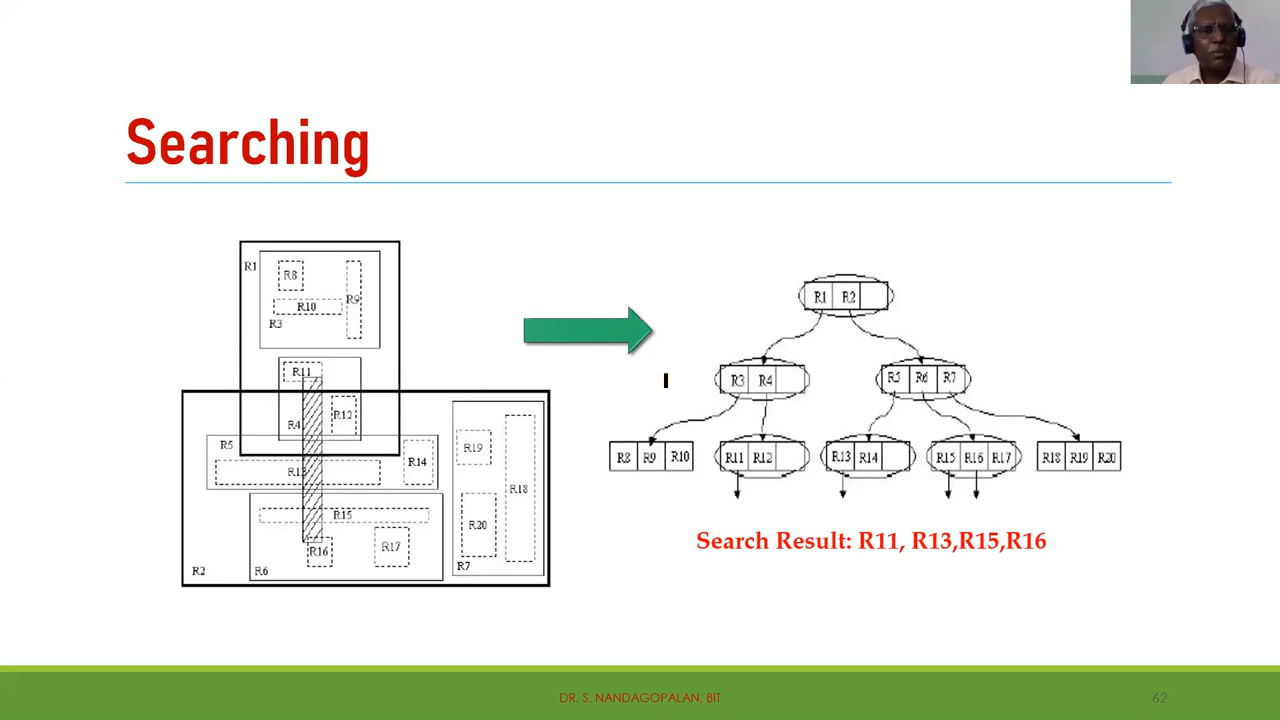 Searching
R1
R8
R9
R10
R3
R11
R12
R4
R5
R13
R14
R15
R16
R17
R2
R6
R19
R18
R20
R7
R1 R2
R3 R4
R5 R6 R7
R8 R9 R10
R11 R12
R13 R14
R15 R16 R17
R18 R19 R20
Search Result: R11, R13,R15,R16
DR. S. NANDAGOPALAN, BIT
62